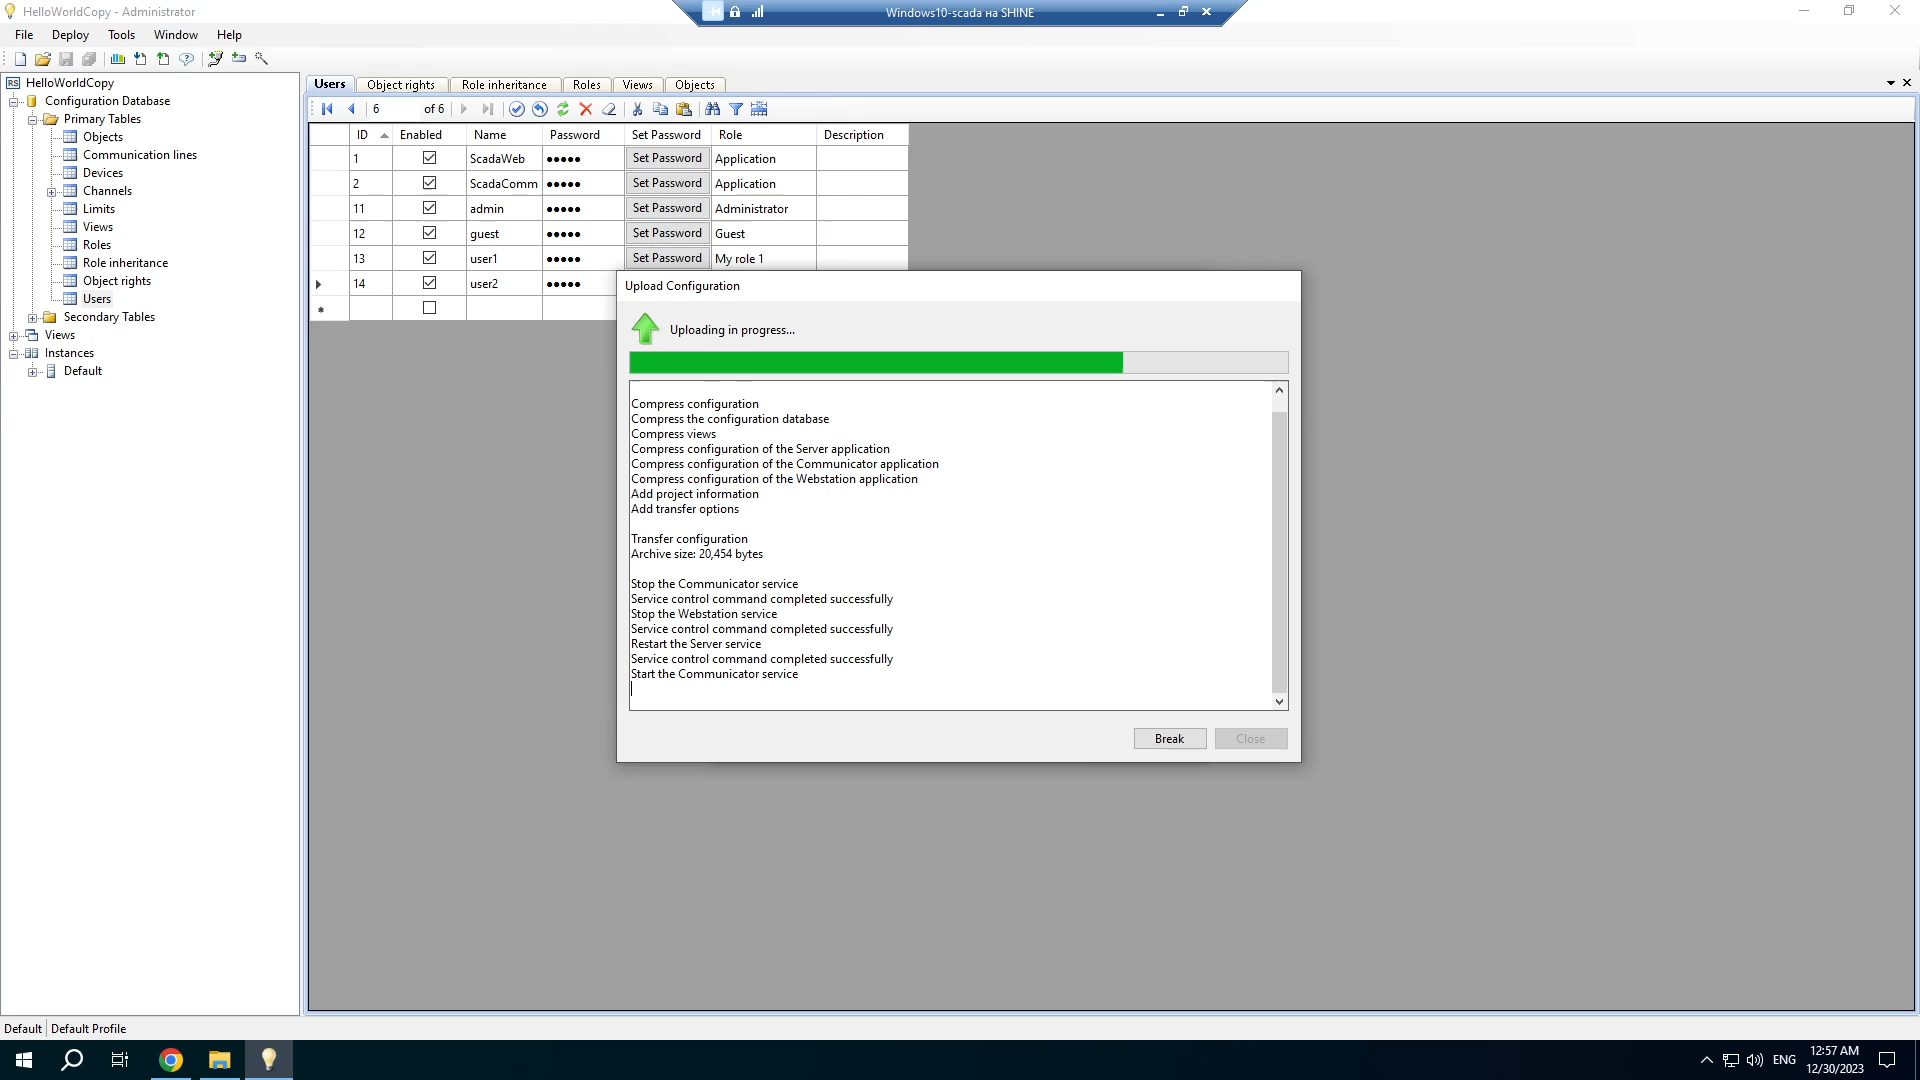 HelloWorldCopy - Administrator
Windows10-scada на SHINE
File Deploy Tools Window Help
RS HelloWorldCopy
Configuration Database
Primary Tables
Objects
Communication lines
Devices
Channels
Limits
Views
Roles
Role inheritance
Object rights
Users
Secondary Tables
Views
Instances
Default
Users Object rights Role inheritance Roles Views Objects
6 of 6
ID Enabled Name Password Set Password Role Description
1 ScadaWeb ●●●●● Set Password Application
2 ScadaComm ●●●●● Set Password Application
11 admin ●●●●● Set Password Administrator
12 guest ●●●●● Set Password Guest
13 user1 ●●●●● Set Password My role 1
14 user2 ●●●●●
Upload Configuration
Uploading in progress...
Compress configuration
Compress the configuration database
Compress views
Compress configuration of the Server application
Compress configuration of the Communicator application
Compress configuration of the Webstation application
Add project information
Add transfer options
Transfer configuration
Archive size: 20,454 bytes
Stop the Communicator service
Service control command completed successfully
Stop the Webstation service
Service control command completed successfully
Restart the Server service
Service control command completed successfully
Start the Communicator service
Break Close
Default Default Profile
ENG
12:57 AM
12/30/2023